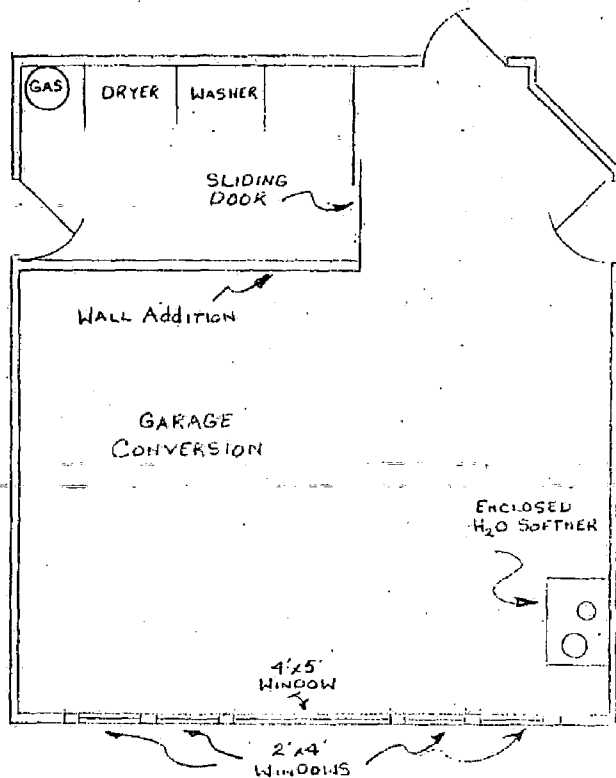 GAS
DRYER
WASHER
SLIDING
DOOR
WALL ADDITION
GARAGE
CONVERSION
ENCLOSED
H₂O SOFTNER
4'x5'
WINDOW
2'x4'
WINDOWS